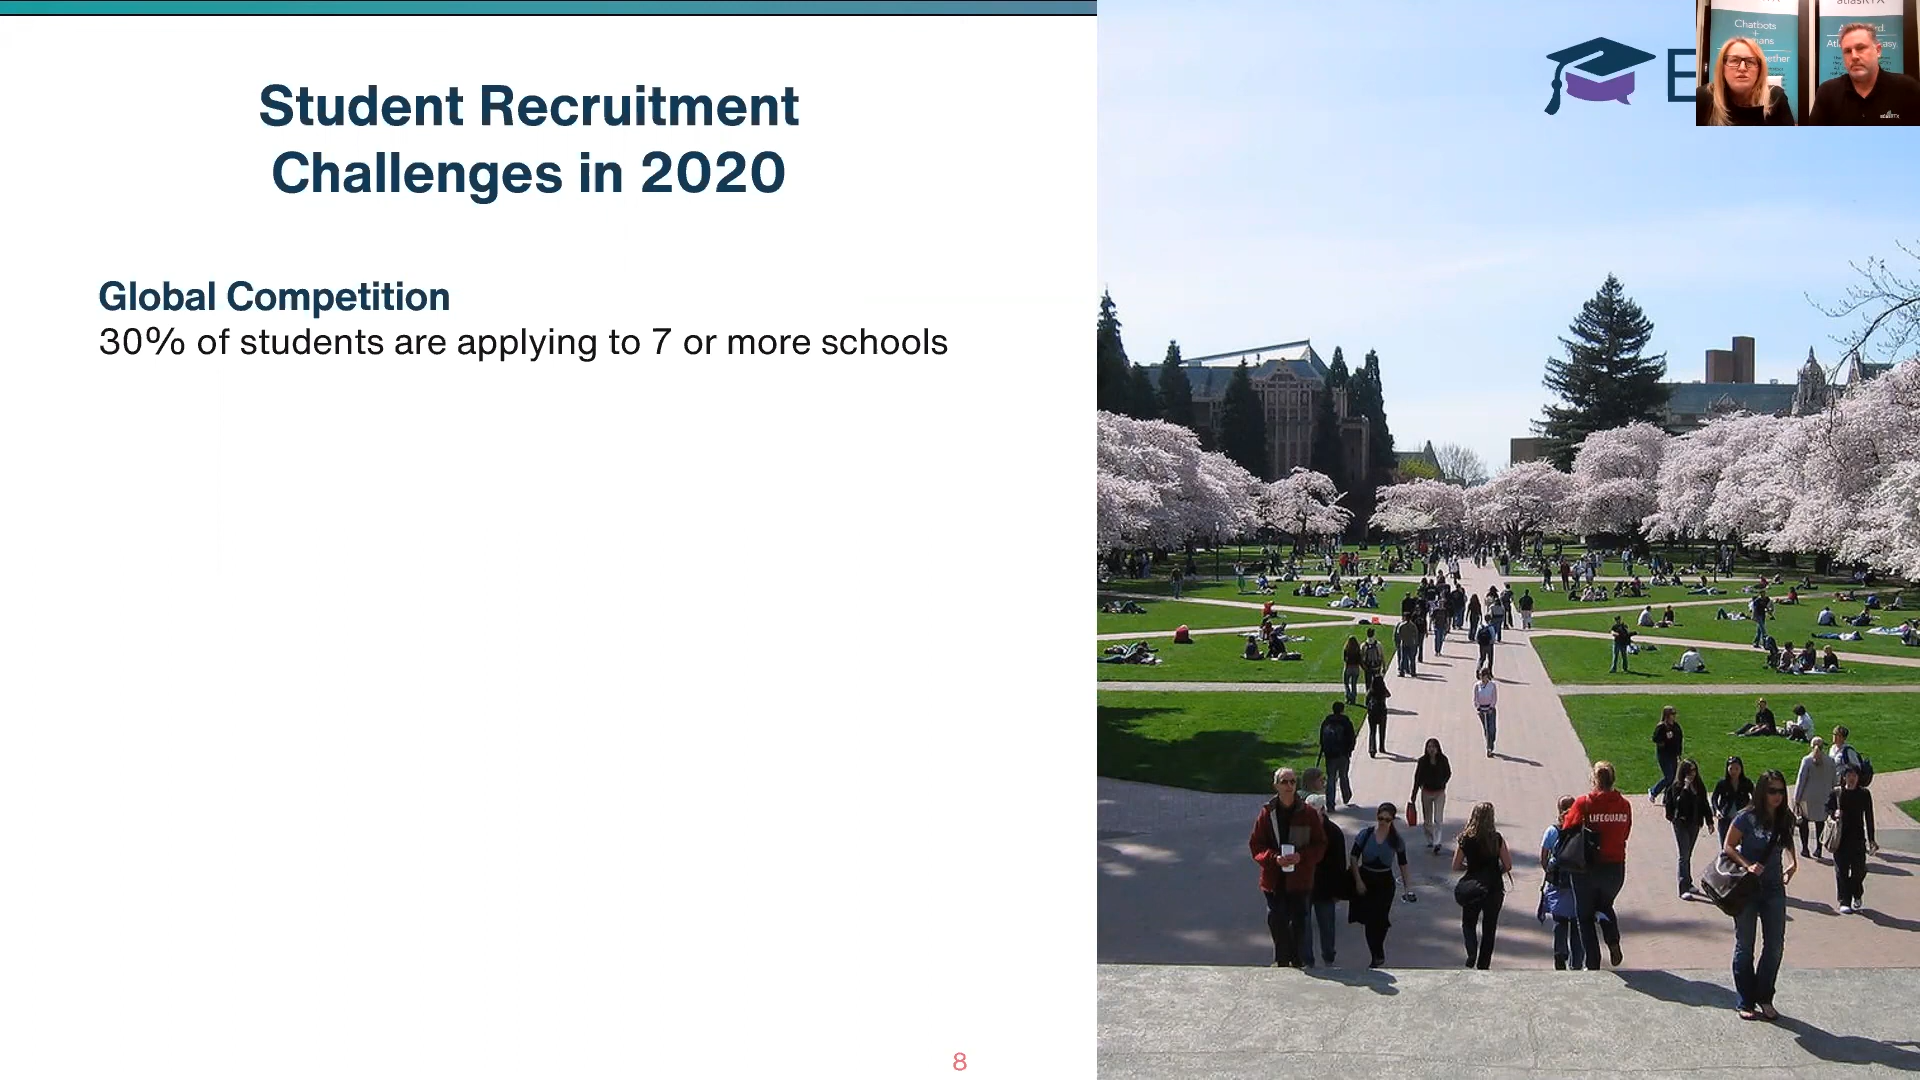 Student Recruitment
Challenges in 2020
Global Competition
30% of students are applying to 7 or more schools
8
E
atlasRTX
Chatbots
+
LIFEGUARD